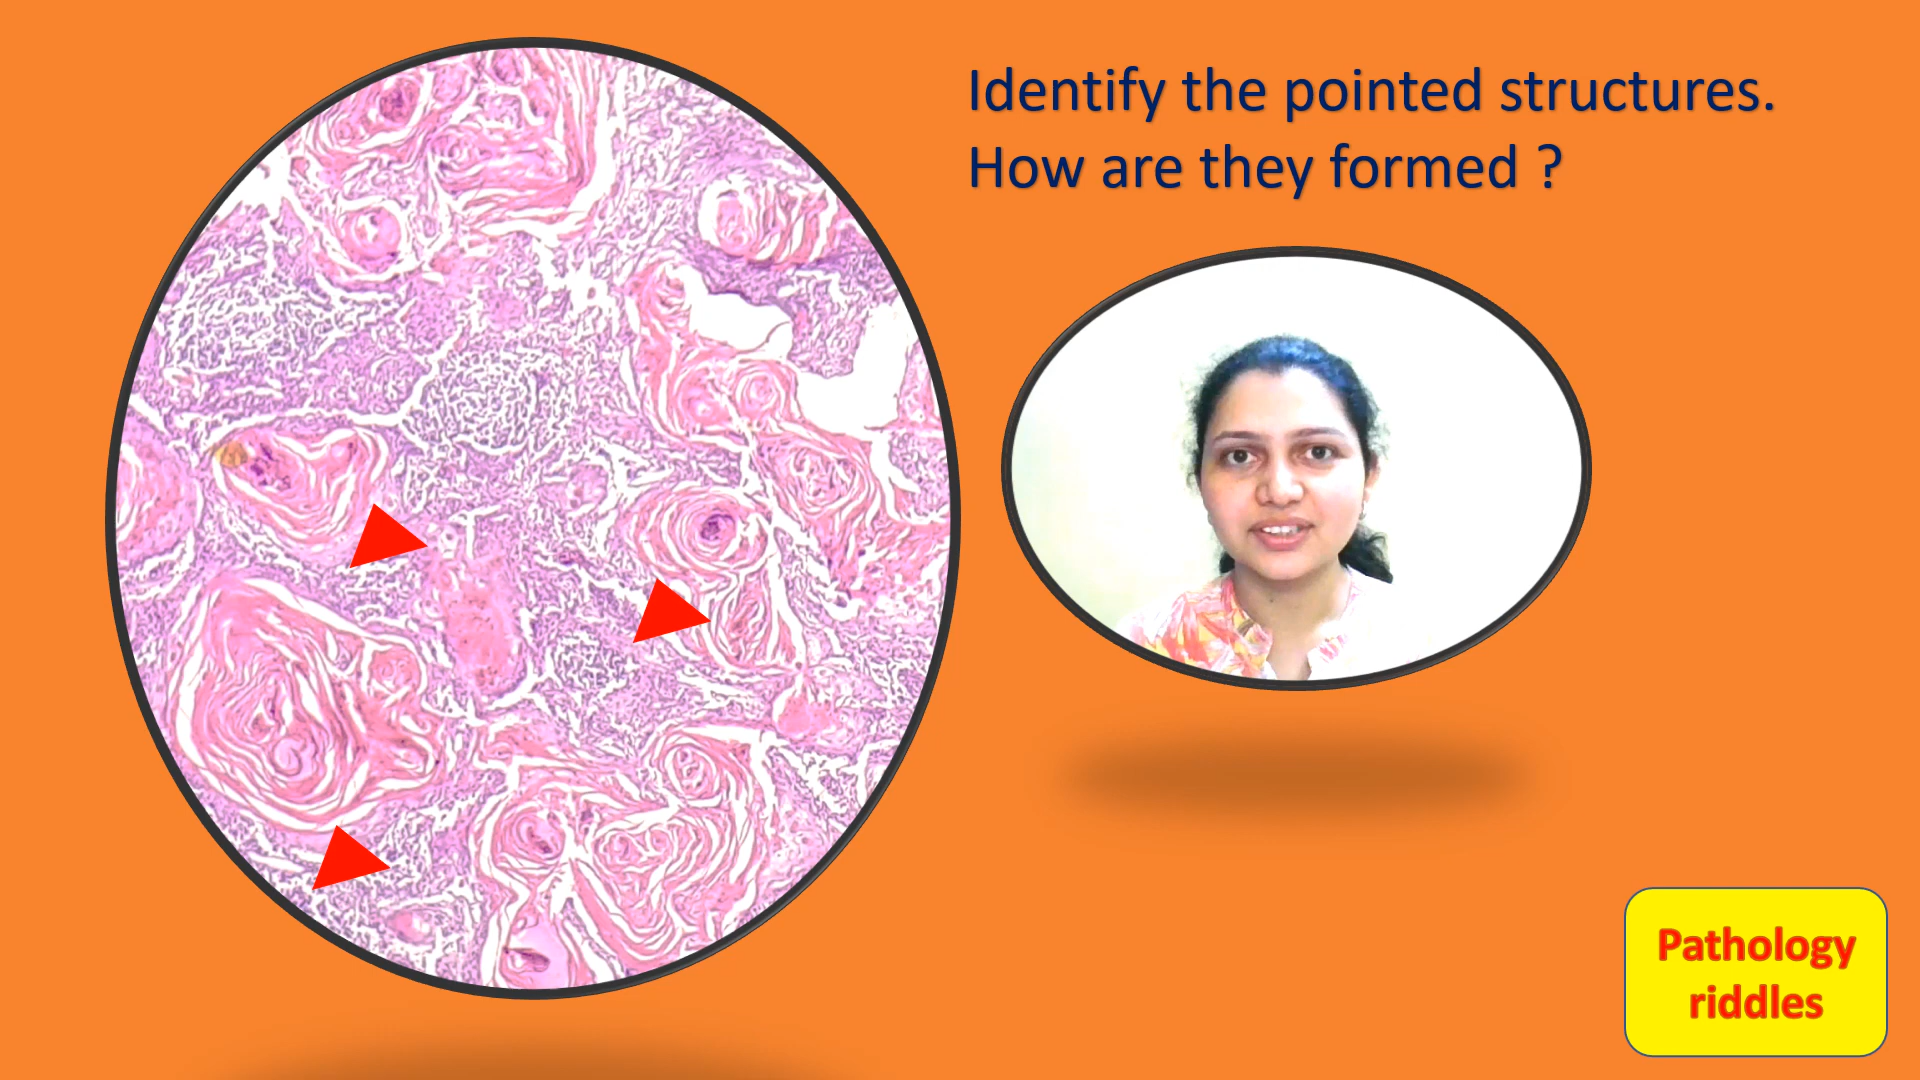 Identify the pointed structures.
How are they formed ?
Pathology
riddles